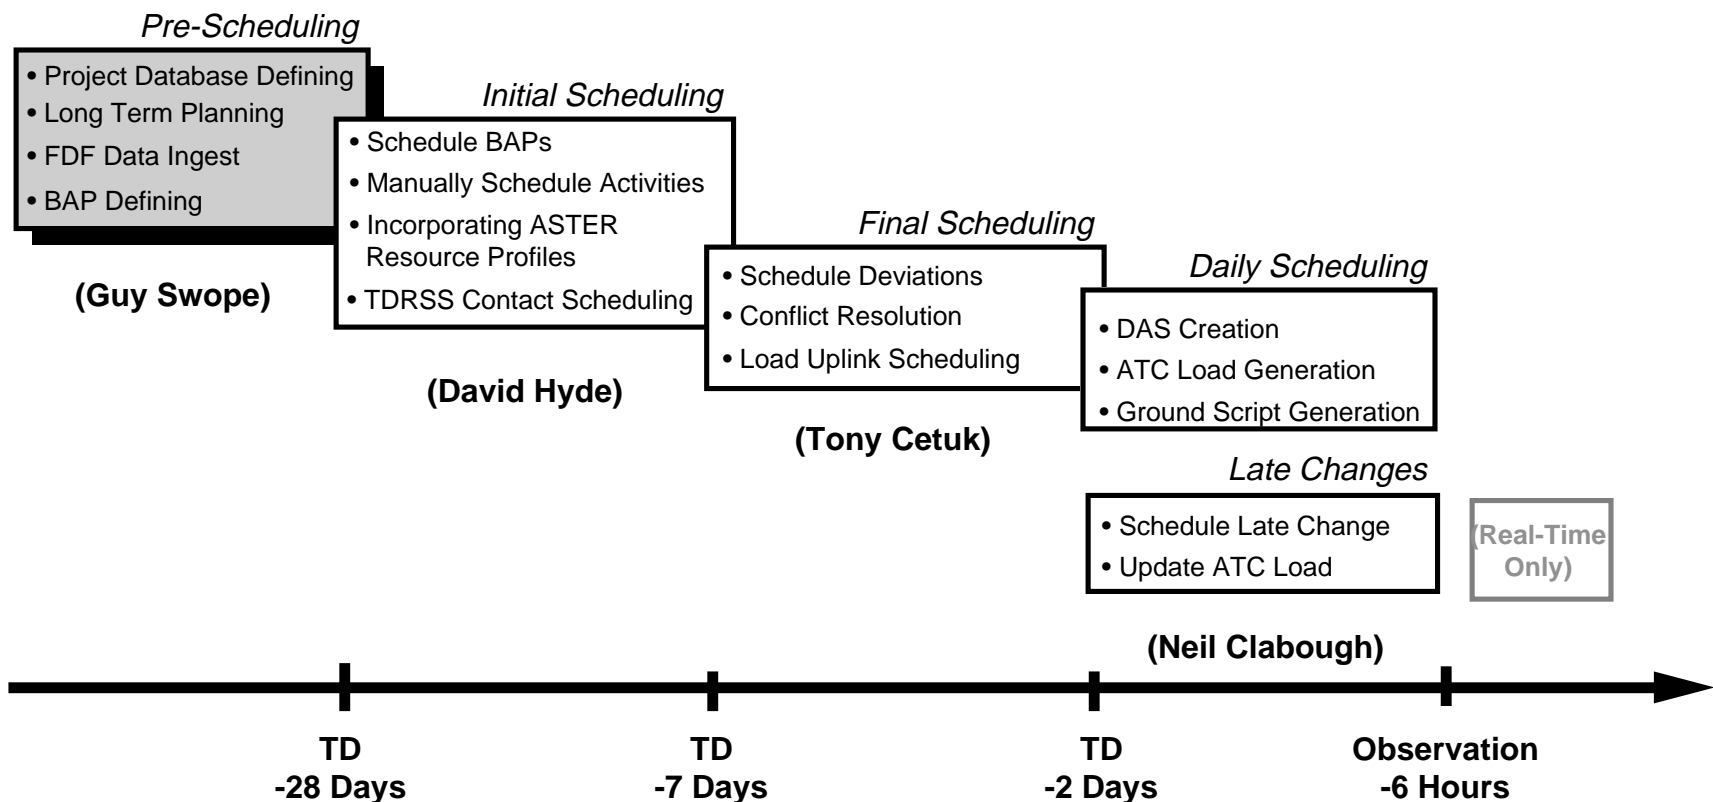 Pre-Scheduling
• Project Database Defining
• Long Term Planning
• FDF Data Ingest
• BAP Defining
(Guy Swope)
Initial Scheduling
• Schedule BAPs
• Manually Schedule Activities
• Incorporating ASTER
Resource Profiles
• TDRSS Contact Scheduling
(David Hyde)
Final Scheduling
• Schedule Deviations
• Conflict Resolution
• Load Uplink Scheduling
(Tony Cetuk)
Daily Scheduling
• DAS Creation
• ATC Load Generation
• Ground Script Generation
Late Changes
• Schedule Late Change
• Update ATC Load
(Real-Time
Only)
(Neil Clabough)
TD
-28 Days
TD
-7 Days
TD
-2 Days
Observation
-6 Hours